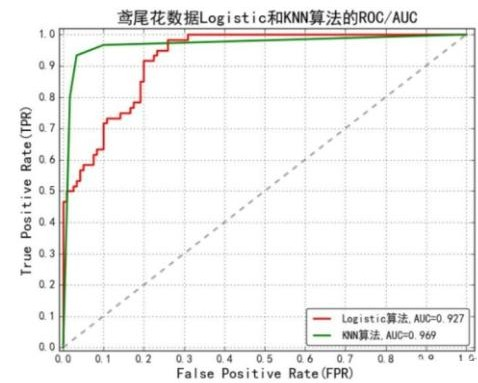 鸢尾花数据Logistic和KNN算法的ROC/AUC
True Positive Rate(TPR)
1.0
0.9
0.8
0.7
0.6
0.5
0.4
0.3
0.2
0.1
0.0
0.0 0.1 0.2 0.3 0.4 0.5 0.6 0.7 0.8 0.9 1.0
False Positive Rate(FPR)
Logistic算法,AUC=0.927
KNN算法,AUC=0.969